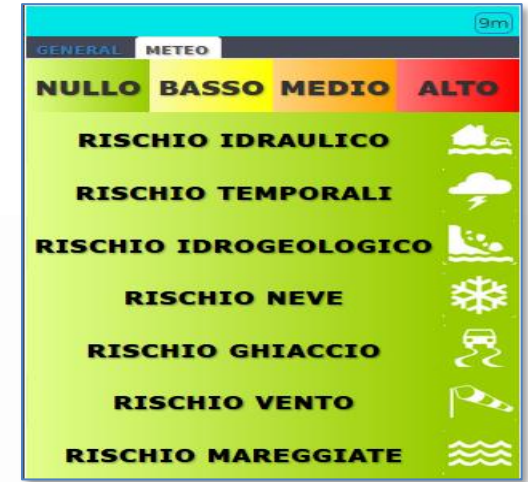 9m
GENERAL METEO
NULLO BASSO MEDIO ALTO
RISCHIO IDRAULICO
RISCHIO TEMPORALI
RISCHIO IDROGEOLOGICO
RISCHIO NEVE
RISCHIO GHIACCIO
RISCHIO VENTO
RISCHIO MAREGGIATE